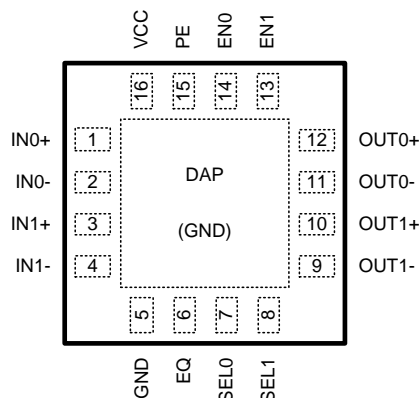 VCC PE EN0 EN1
16 15 14 13
IN0+ 1 12 OUT0+
IN0- 2 DAP 11 OUT0-
IN1+ 3 (GND) 10 OUT1+
IN1- 4 9 OUT1-
5 6 7 8
GND EQ SEL0 SEL1